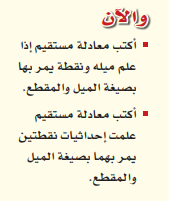 والآن
▪ أكتب معادلة مستقيم إذا
علم ميله ونقطة يمر بها
بصيغة الميل والمقطع.
▪ أكتب معادلة مستقيم
علمت إحداثيات نقطتين
يمر بهما بصيغة الميل
والمقطع.